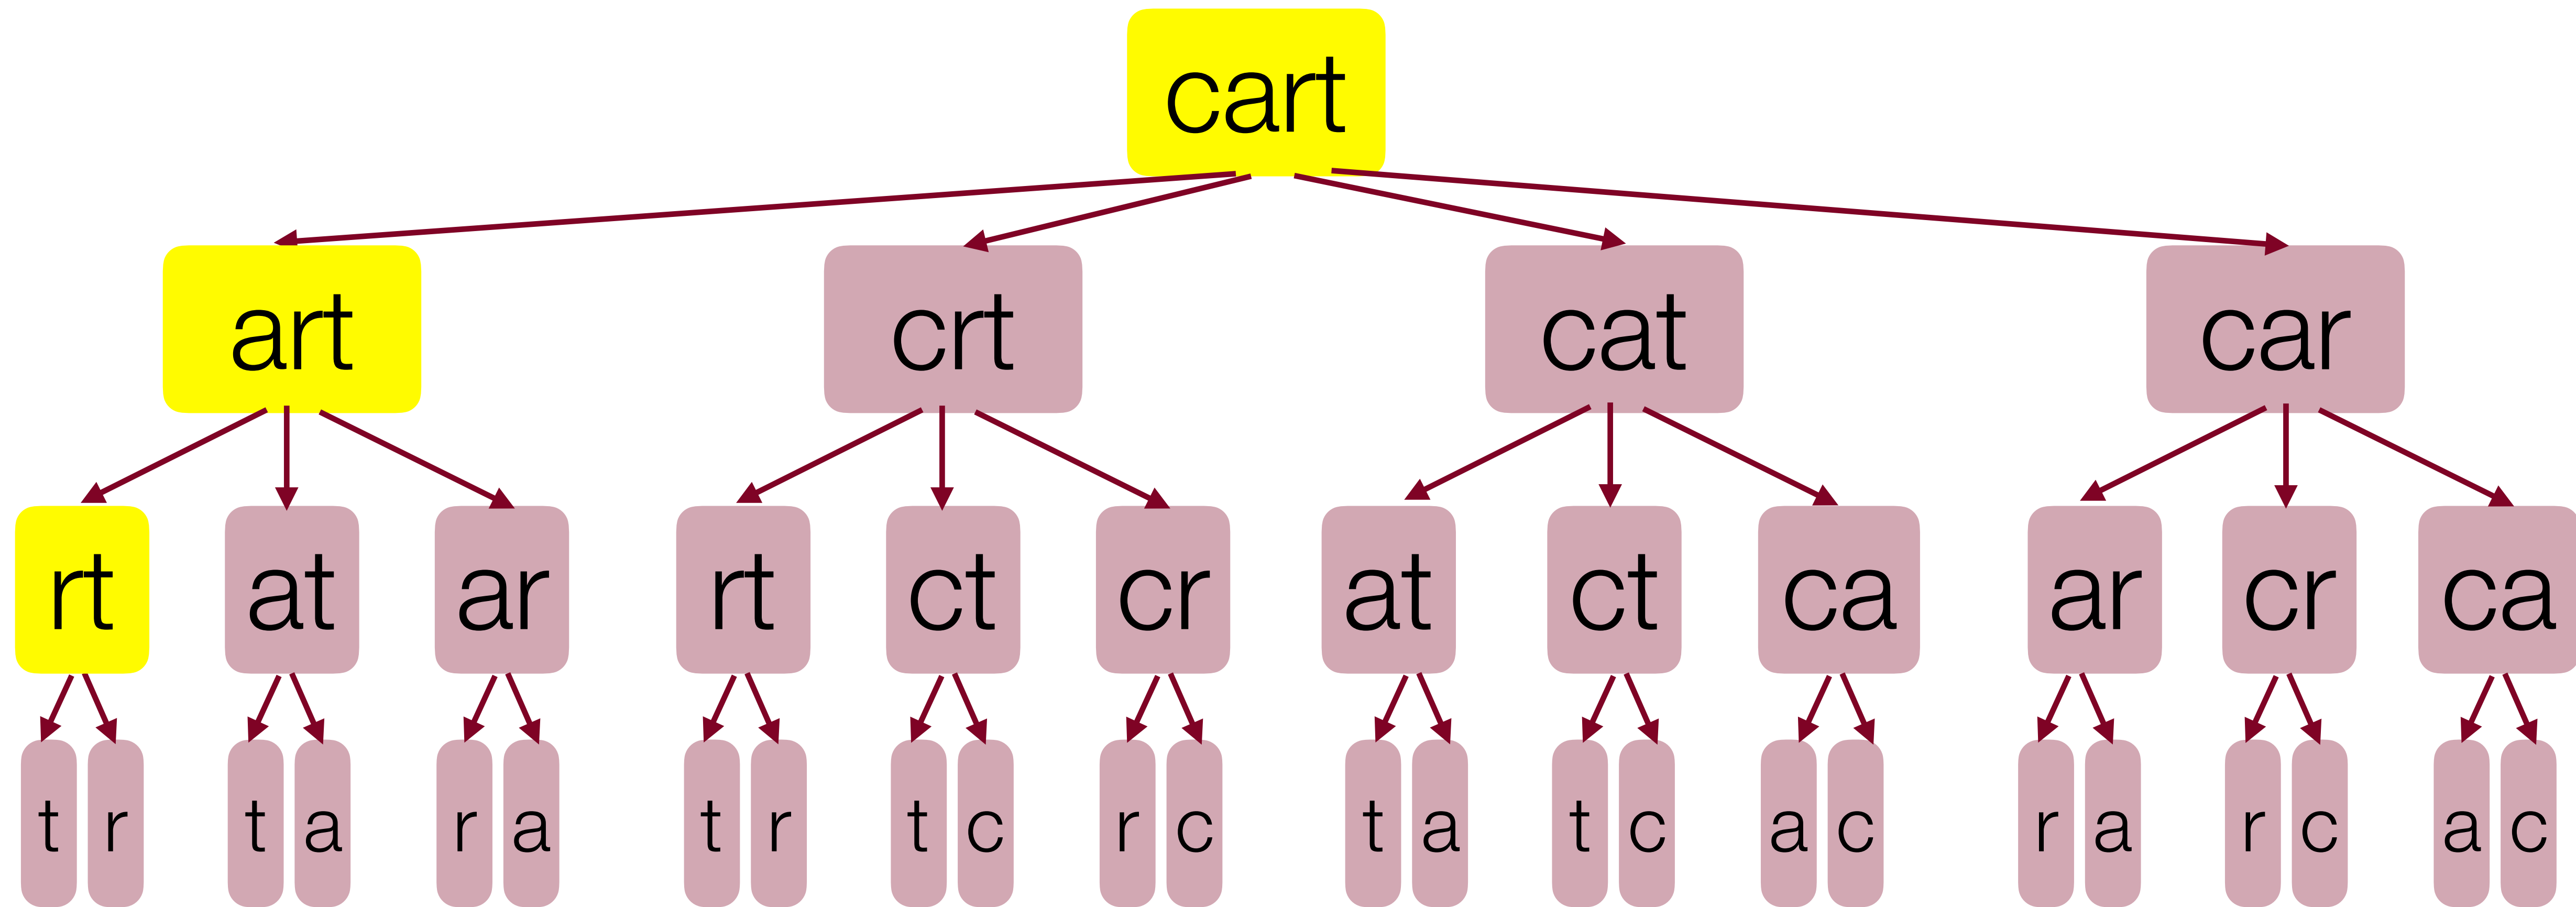 cart
art crt cat car
rt at ar rt ct cr at ct ca ar cr ca
t r t a r a t r t c r c t a t c a c r a r c a c